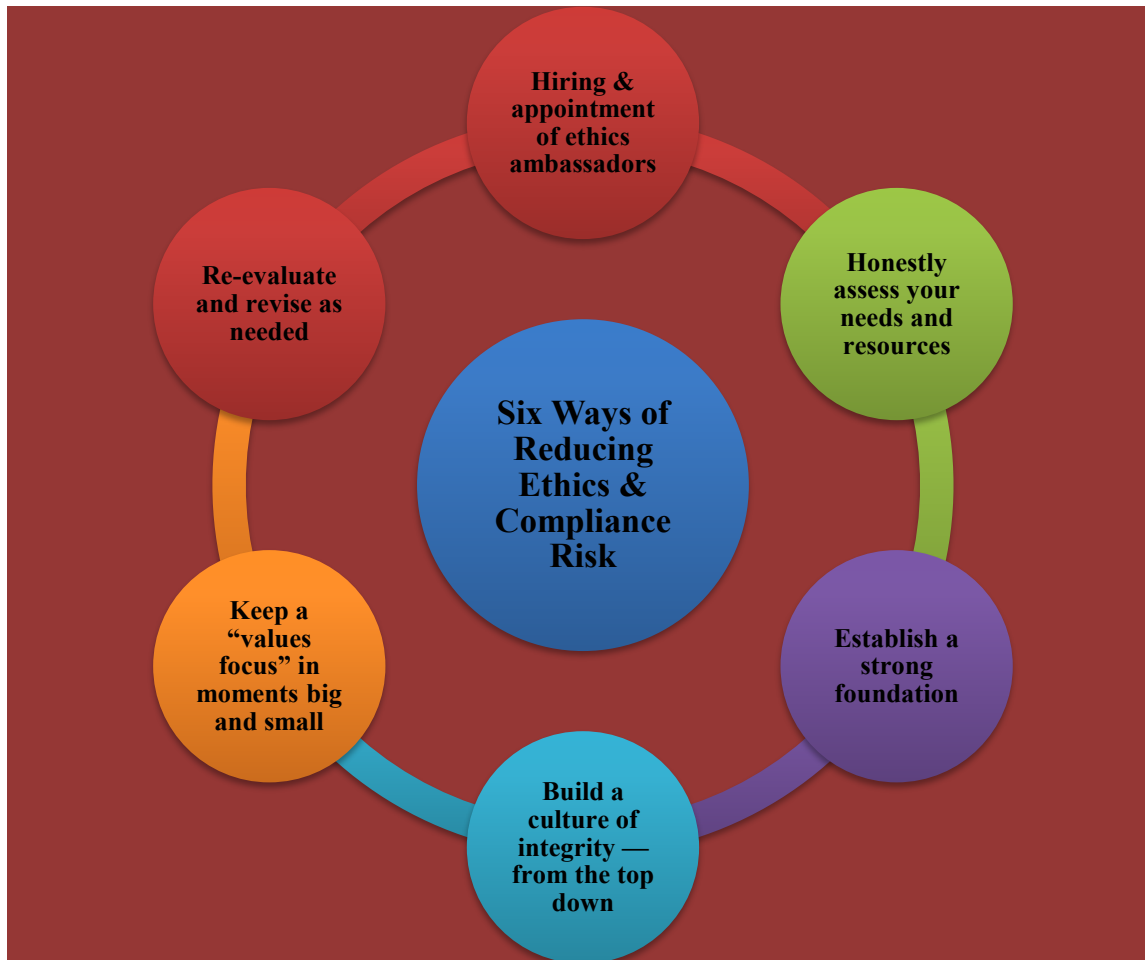 Hiring &
appointment
of ethics
ambassadors
Honestly
assess your
needs and
resources
Establish a
strong
foundation
Build a
culture of
integrity —
from the top
down
Keep a
“values
focus” in
moments big
and small
Re-evaluate
and revise as
needed
Six Ways of
Reducing
Ethics &
Compliance
Risk